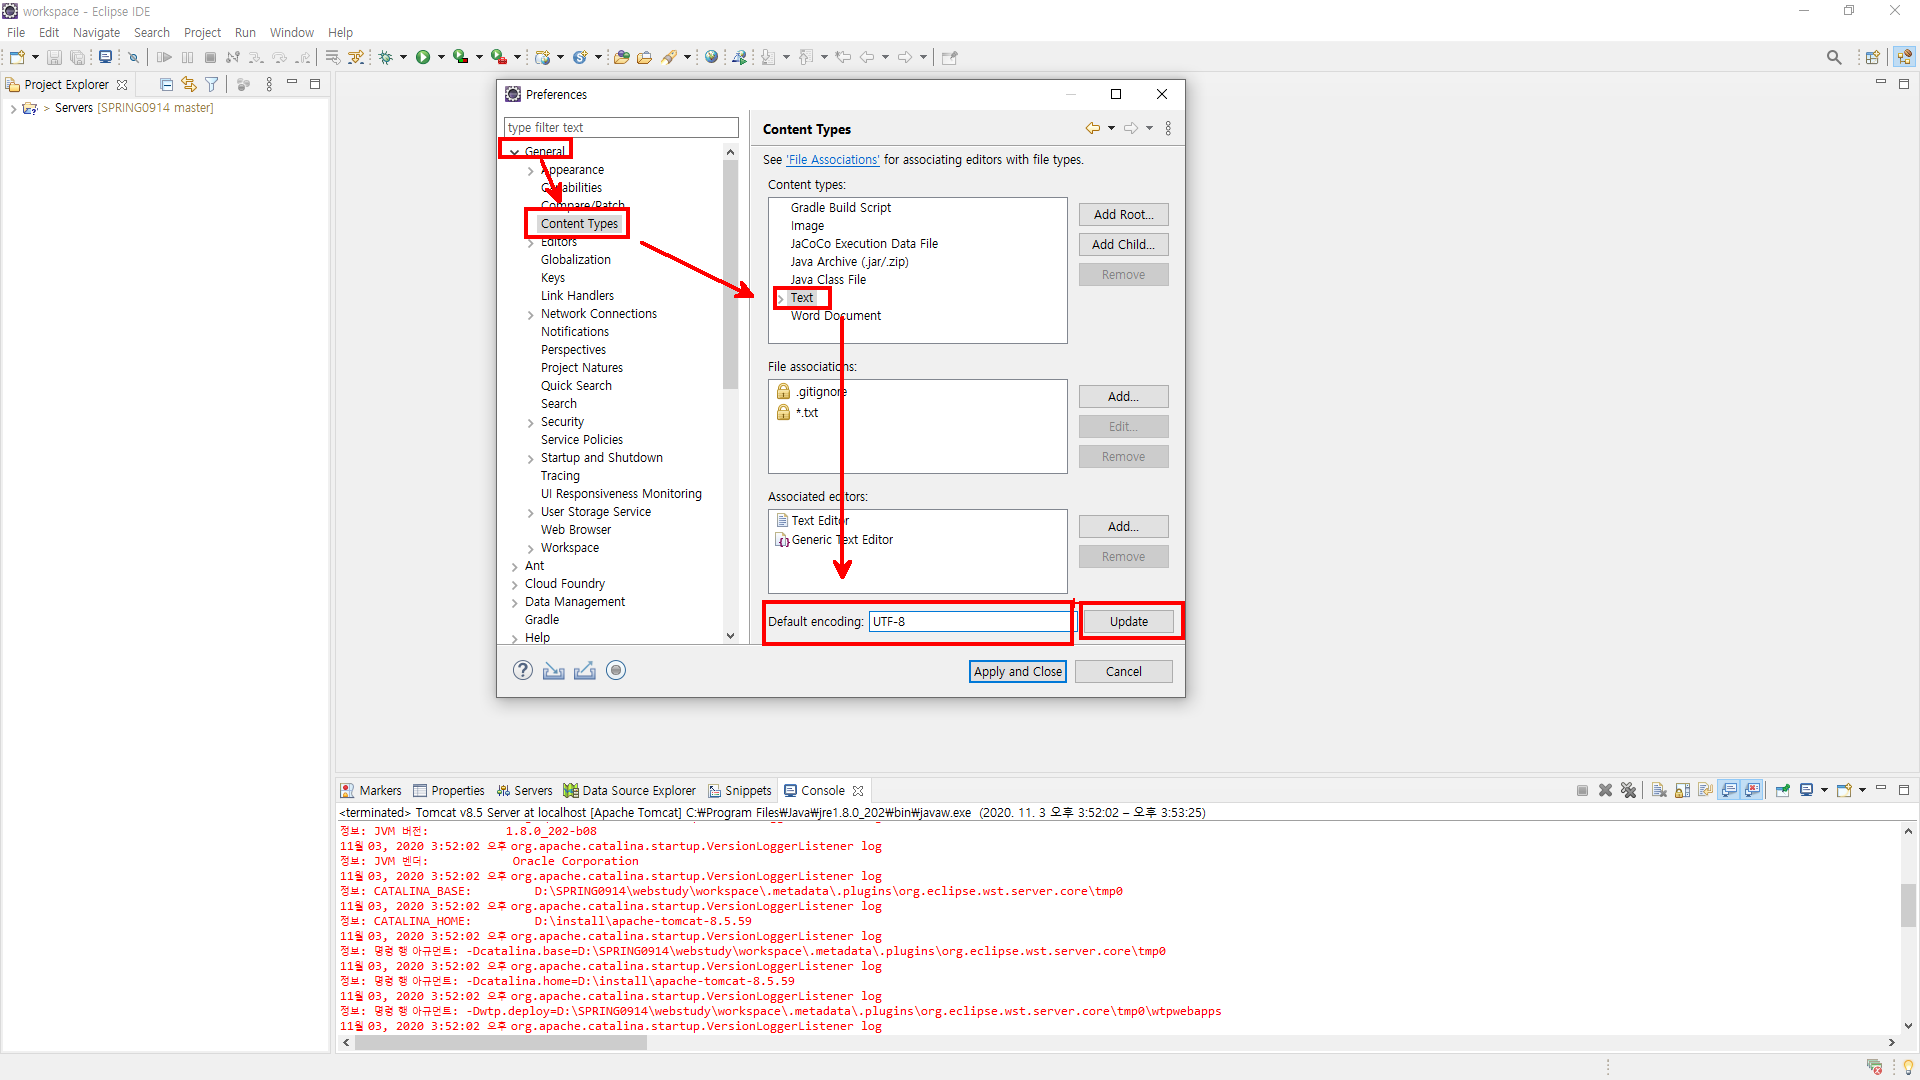 workspace - Eclipse IDE
File Edit Navigate Search Project Run Window Help
Project Explorer
> Servers [SPRING0914 master]
Preferences
type filter text
General
Appearance
Capabilities
Compare/Patch
Content Types
Editors
Globalization
Keys
Link Handlers
Network Connections
Notifications
Perspectives
Project Natures
Quick Search
Search
Security
Service Policies
Startup and Shutdown
Tracing
UI Responsiveness Monitoring
User Storage Service
Web Browser
Workspace
Ant
Cloud Foundry
Data Management
Gradle
Help
Content Types
See 'File Associations' for associating editors with file types.
Content types:
Gradle Build Script
Image
JaCoCo Execution Data File
Java Archive (.jar/.zip)
Java Class File
Text
Word Document
Add Root...
Add Child...
Remove
File associations:
.gitignore
*.txt
Add...
Edit...
Remove
Associated editors:
Text Editor
Generic Text Editor
Add...
Remove
Default encoding: UTF-8 Update
Apply and Close Cancel
Markers Properties Servers Data Source Explorer Snippets Console
<terminated> Tomcat v8.5 Server at localhost [Apache Tomcat] C:₩Program Files₩Java₩jre1.8.0_202₩bin₩javaw.exe (2020. 11. 3 오후 3:52:02 – 오후 3:53:25)
정보: JVM 버전: 1.8.0_202-b08
11월 03, 2020 3:52:02 오후 org.apache.catalina.startup.VersionLoggerListener log
정보: JVM 벤더: Oracle Corporation
11월 03, 2020 3:52:02 오후 org.apache.catalina.startup.VersionLoggerListener log
정보: CATALINA_BASE: D:\SPRING0914\webstudy\workspace\.metadata\.plugins\org.eclipse.wst.server.core\tmp0
11월 03, 2020 3:52:02 오후 org.apache.catalina.startup.VersionLoggerListener log
정보: CATALINA_HOME: D:\install\apache-tomcat-8.5.59
11월 03, 2020 3:52:02 오후 org.apache.catalina.startup.VersionLoggerListener log
정보: 명령 행 아규먼트: -Dcatalina.base=D:\SPRING0914\webstudy\workspace\.metadata\.plugins\org.eclipse.wst.server.core\tmp0
11월 03, 2020 3:52:02 오후 org.apache.catalina.startup.VersionLoggerListener log
정보: 명령 행 아규먼트: -Dcatalina.home=D:\install\apache-tomcat-8.5.59
11월 03, 2020 3:52:02 오후 org.apache.catalina.startup.VersionLoggerListener log
정보: 명령 행 아규먼트: -Dwtp.deploy=D:\SPRING0914\webstudy\workspace\.metadata\.plugins\org.eclipse.wst.server.core\tmp0\wtpwebapps
11월 03, 2020 3:52:02 오후 org.apache.catalina.startup.VersionLoggerListener log